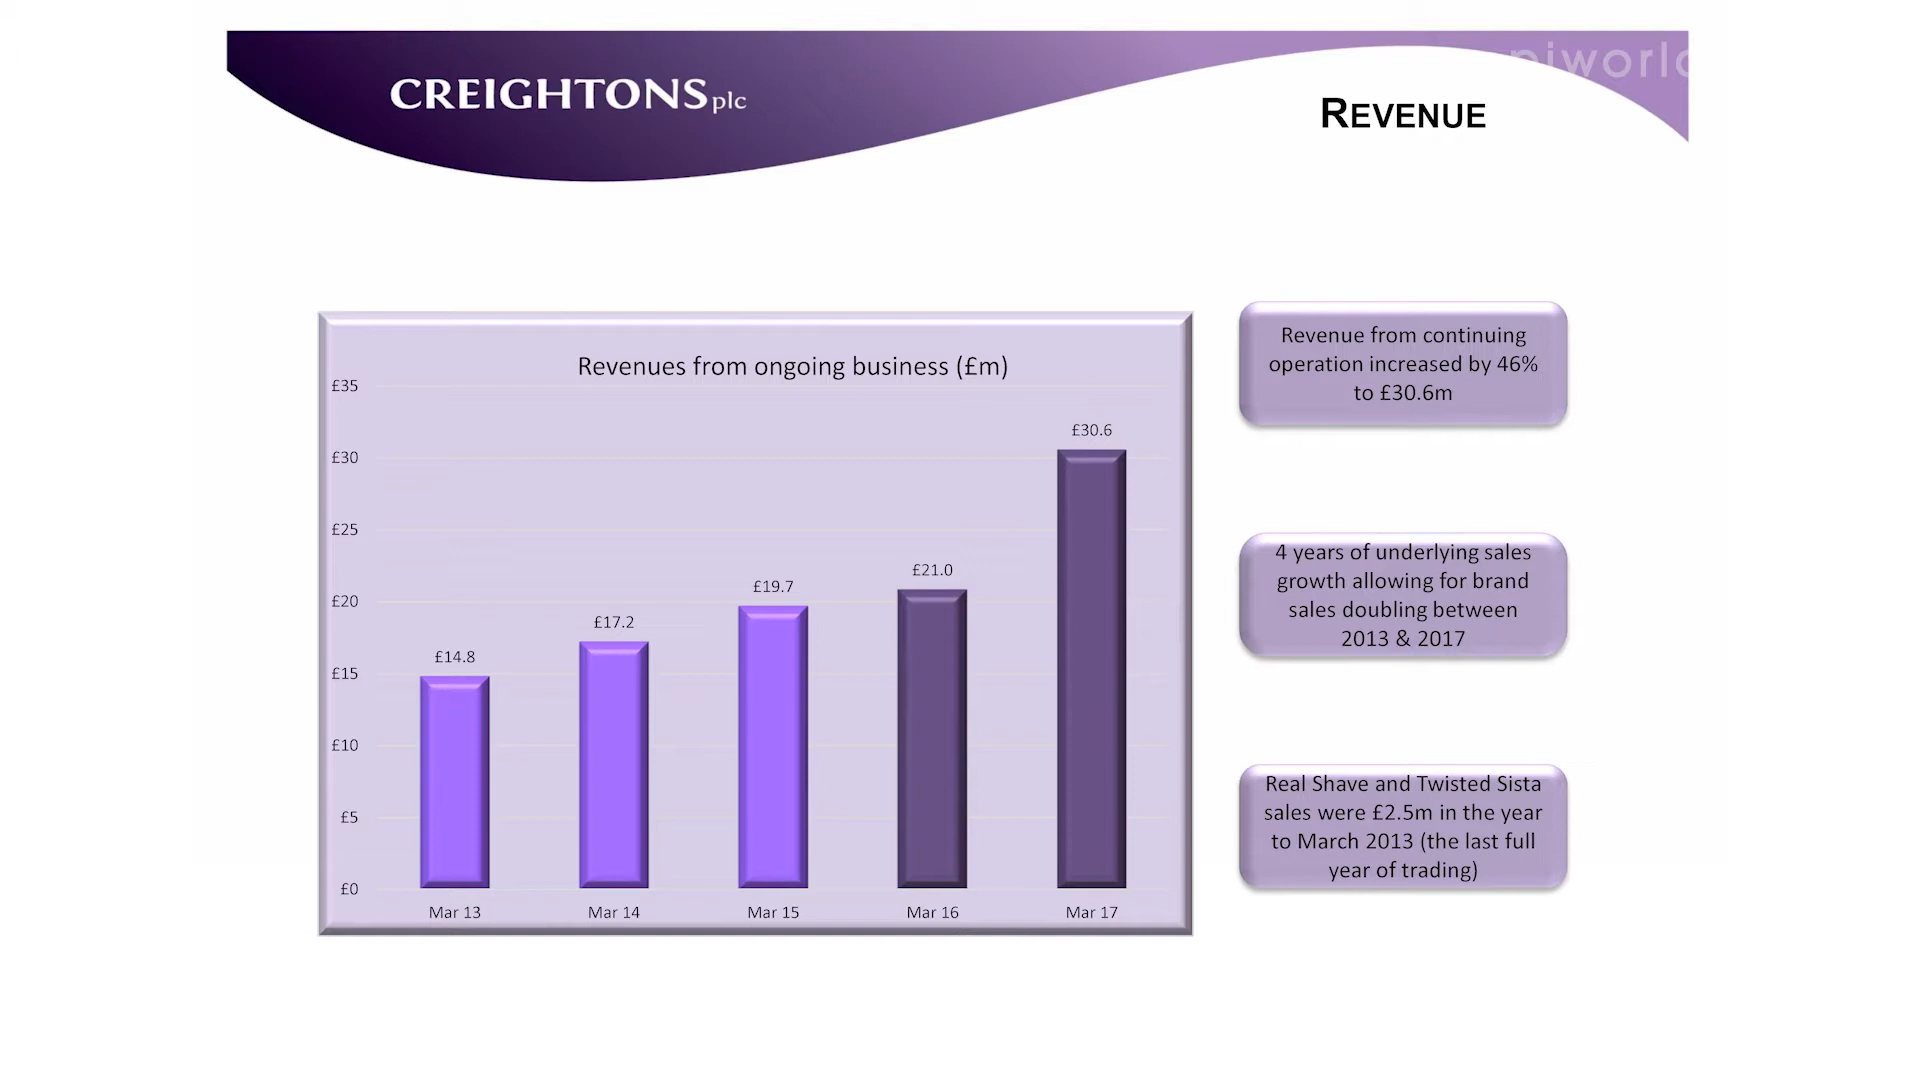 CREIGHTONS plc
REVENUE
Revenues from ongoing business (£m)
£35
£30
£25
£20
£15
£10
£5
£0
£14.8
£17.2
£19.7
£21.0
£30.6
Mar 13
Mar 14
Mar 15
Mar 16
Mar 17
Revenue from continuing
operation increased by 46%
to £30.6m
4 years of underlying sales
growth allowing for brand
sales doubling between
2013 & 2017
Real Shave and Twisted Sista
sales were £2.5m in the year
to March 2013 (the last full
year of trading)